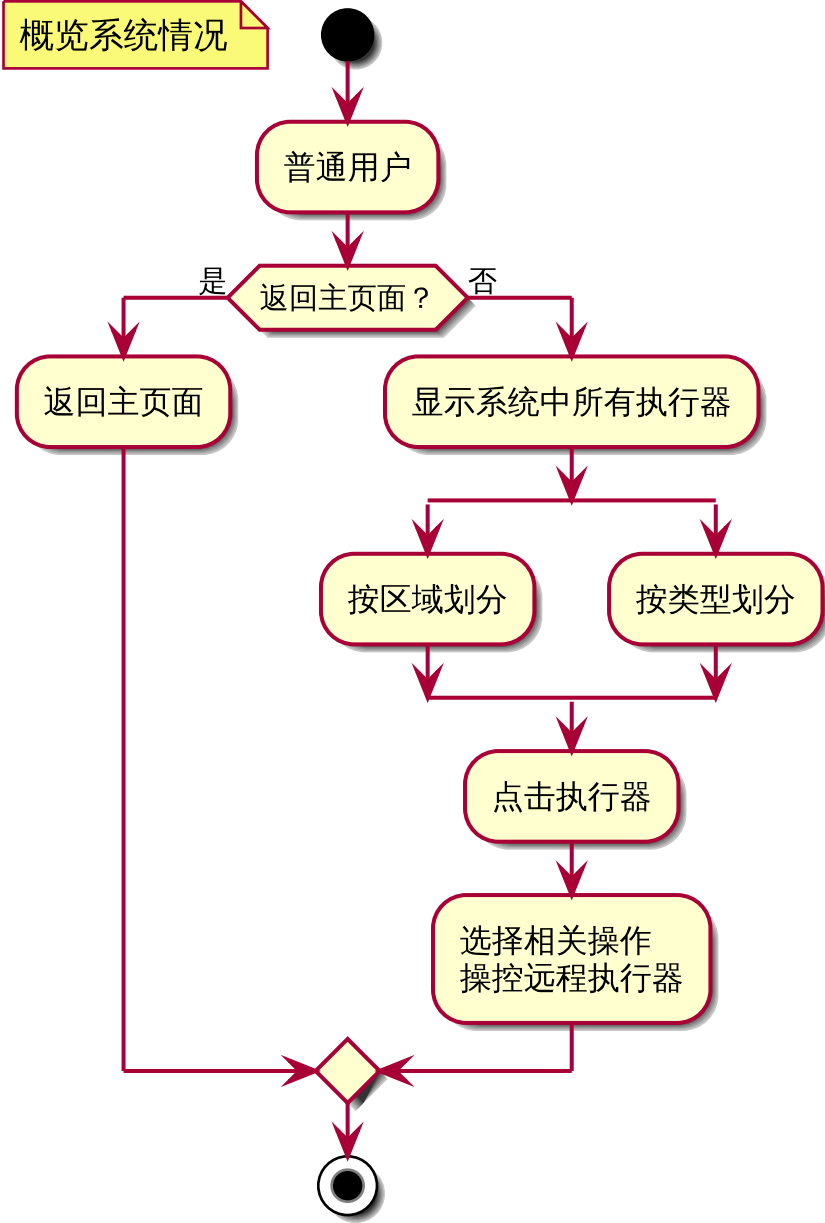 概览系统情况
普通用户
是
返回主页面？
否
返回主页面
显示系统中所有执行器
按区域划分
按类型划分
点击执行器
选择相关操作
操控远程执行器